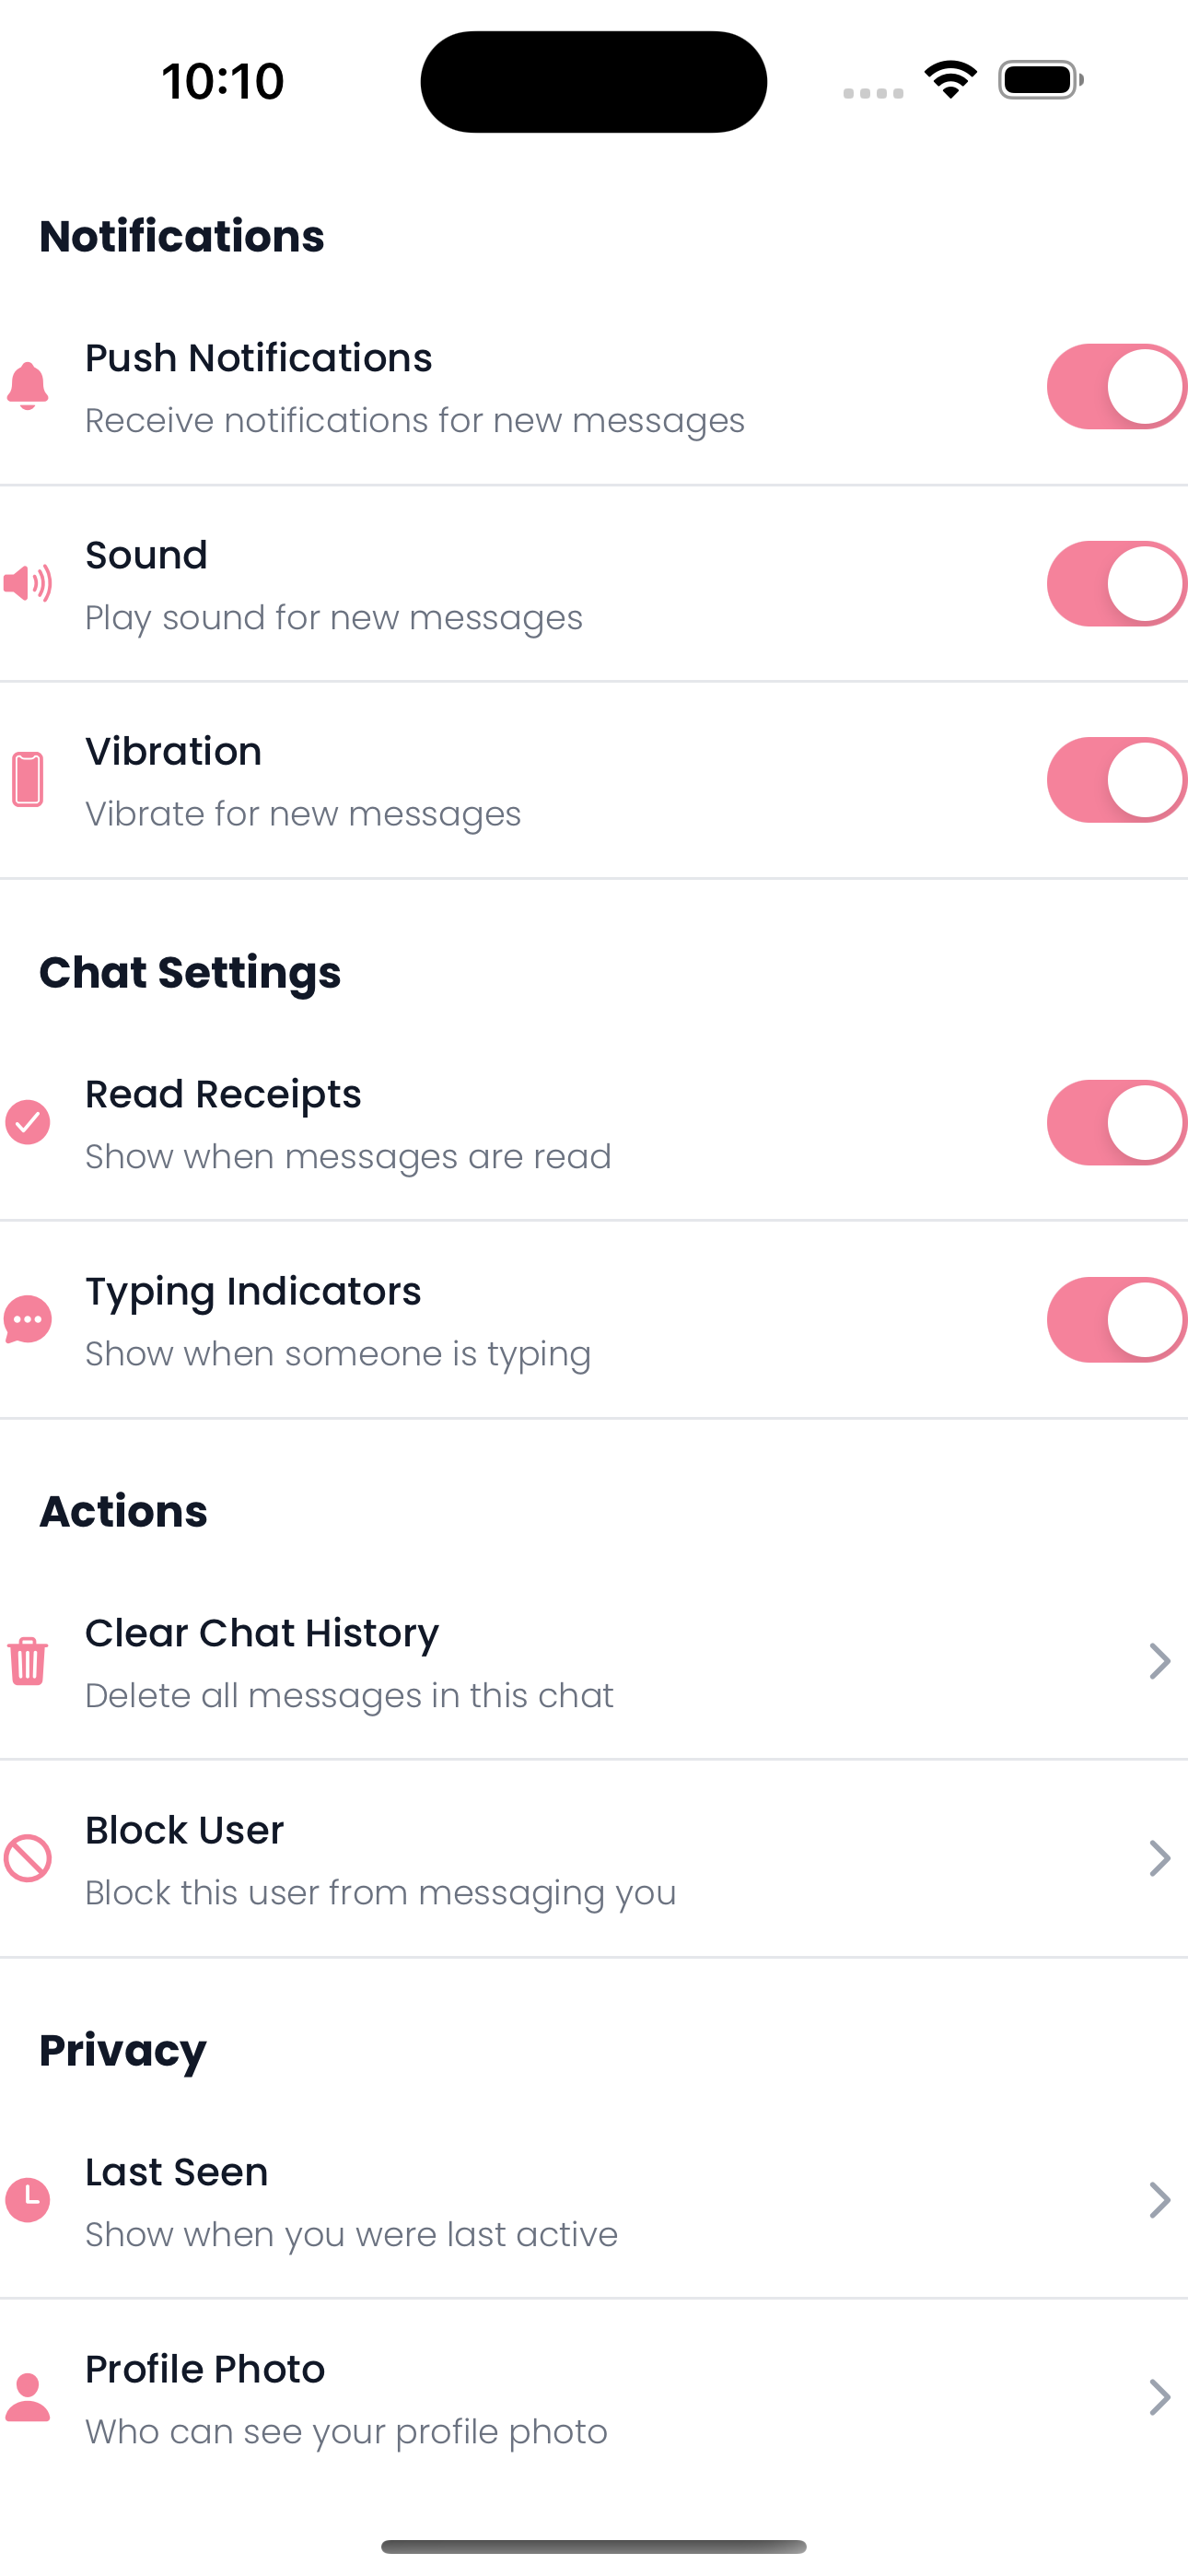 10:10
Notifications
Push Notifications
Receive notifications for new messages
Sound
Play sound for new messages
Vibration
Vibrate for new messages
Chat Settings
Read Receipts
Show when messages are read
Typing Indicators
Show when someone is typing
Actions
Clear Chat History
Delete all messages in this chat
Block User
Block this user from messaging you
Privacy
Last Seen
Show when you were last active
Profile Photo
Who can see your profile photo